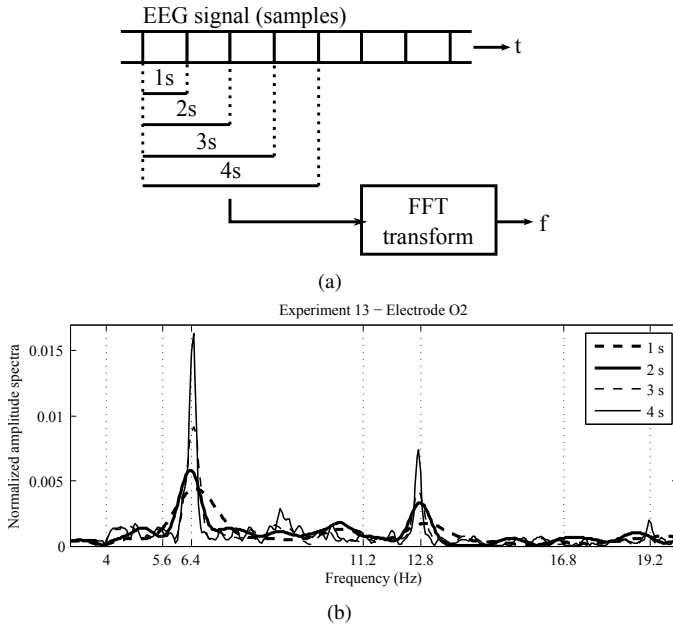 EEG signal (samples)
t
1s
2s
3s
4s
FFT
transform
f
(a)
Experiment 13 − Electrode O2
Normalized amplitude spectra
0.015
0.01
0.005
0
1 s
2 s
3 s
4 s
4 5.6 6.4 11.2 12.8 16.8 19.2
Frequency (Hz)
(b)